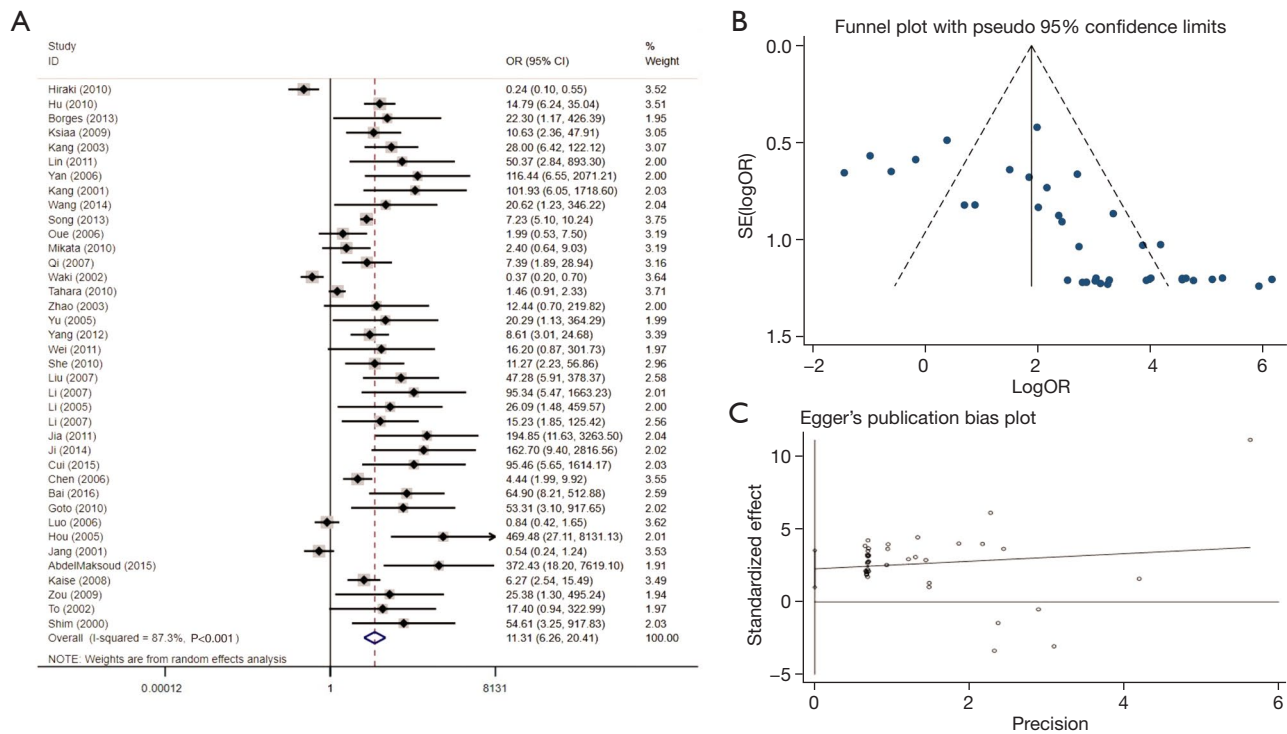 A
Study
ID OR (95% CI) % Weight
Hiraki (2010) 0.24 (0.10, 0.55) 3.52
Hu (2010) 14.79 (6.24, 35.04) 3.51
Borges (2013) 22.30 (1.17, 426.39) 1.95
Ksiaa (2009) 10.63 (2.36, 47.91) 3.05
Kang (2003) 28.00 (6.42, 122.12) 3.07
Lin (2011) 50.37 (2.84, 893.30) 2.00
Yan (2006) 116.44 (6.55, 2071.21) 2.00
Kang (2001) 101.93 (6.05, 1718.60) 2.03
Wang (2014) 20.62 (1.23, 346.22) 2.04
Song (2013) 7.23 (5.10, 10.24) 3.75
Oue (2006) 1.99 (0.53, 7.50) 3.19
Mikata (2010) 2.40 (0.64, 9.03) 3.19
Qi (2007) 7.39 (1.89, 28.94) 3.16
Waki (2002) 0.37 (0.20, 0.70) 3.64
Tahara (2010) 1.46 (0.91, 2.33) 3.71
Zhao (2003) 12.44 (0.70, 219.82) 2.00
Yu (2005) 20.29 (1.13, 364.29) 1.99
Yang (2012) 8.61 (3.01, 24.68) 3.39
Wei (2011) 16.20 (0.87, 301.73) 1.97
She (2010) 11.27 (2.23, 56.86) 2.96
Liu (2007) 47.28 (5.91, 378.37) 2.58
Li (2007) 95.34 (5.47, 1663.23) 2.01
Li (2005) 26.09 (1.48, 459.57) 2.00
Li (2007) 15.23 (1.85, 125.42) 2.56
Jia (2011) 194.85 (11.63, 3263.50) 2.04
Ji (2014) 162.70 (9.40, 2816.56) 2.02
Cui (2015) 95.46 (5.65, 1614.17) 2.03
Chen (2006) 4.44 (1.99, 9.92) 3.55
Bai (2016) 64.90 (8.21, 512.88) 2.59
Goto (2010) 53.31 (3.10, 917.65) 2.02
Luo (2006) 0.84 (0.42, 1.65) 3.62
Hou (2005) 469.48 (27.11, 8131.13) 2.01
Jang (2001) 0.54 (0.24, 1.24) 3.53
AbdelMaksoud (2015) 372.43 (18.20, 7619.10) 1.91
Kaise (2008) 6.27 (2.54, 15.49) 3.49
Zou (2009) 25.38 (1.30, 495.24) 1.94
To (2002) 17.40 (0.94, 322.99) 1.97
Shim (2000) 54.61 (3.25, 917.83) 2.03
Overall (I-squared = 87.3%, P<0.001) 11.31 (6.26, 20.41) 100.00
NOTE: Weights are from random effects analysis
0.00012 1 8131
B
Funnel plot with pseudo 95% confidence limits
SE(logOR)
0.0
0.5
1.0
1.5
−2 0 2 4 6
LogOR
C
Egger's publication bias plot
Standardized effect
10
5
0
−5
0 2 4 6
Precision